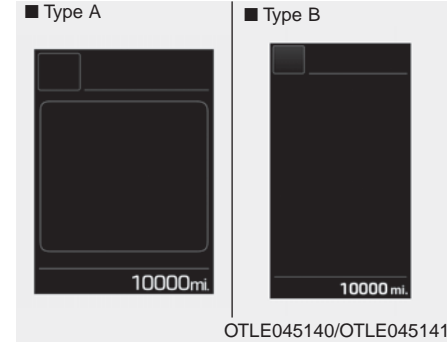 ■ Type A
■ Type B
10000mi.
10000 mi.
OTLE045140/OTLE045141